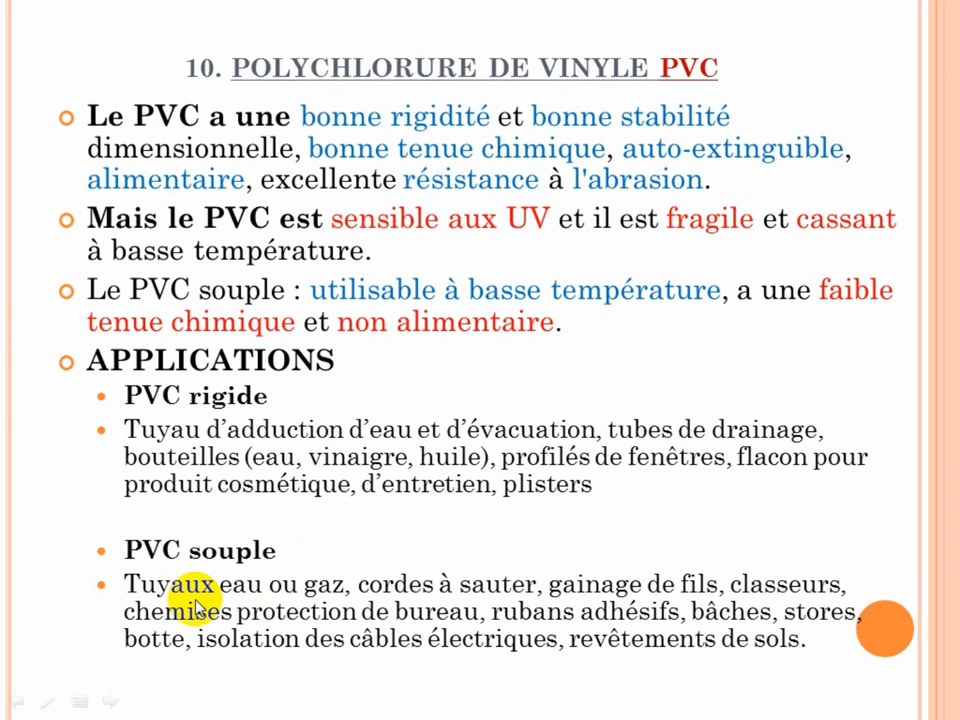 10. POLYCHLORURE DE VINYLE PVC
Le PVC a une bonne rigidité et bonne stabilité
dimensionnelle, bonne tenue chimique, auto-extinguible,
alimentaire, excellente résistance à l'abrasion.
Mais le PVC est sensible aux UV et il est fragile et cassant
à basse température.
Le PVC souple : utilisable à basse température, a une faible
tenue chimique et non alimentaire.
APPLICATIONS
PVC rigide
Tuyau d’adduction d’eau et d’évacuation, tubes de drainage,
bouteilles (eau, vinaigre, huile), profilés de fenêtres, flacon pour
produit cosmétique, d’entretien, plisters
PVC souple
Tuyaux eau ou gaz, cordes à sauter, gainage de fils, classeurs,
chemises protection de bureau, rubans adhésifs, bâches, stores,
botte, isolation des câbles électriques, revêtements de sols.